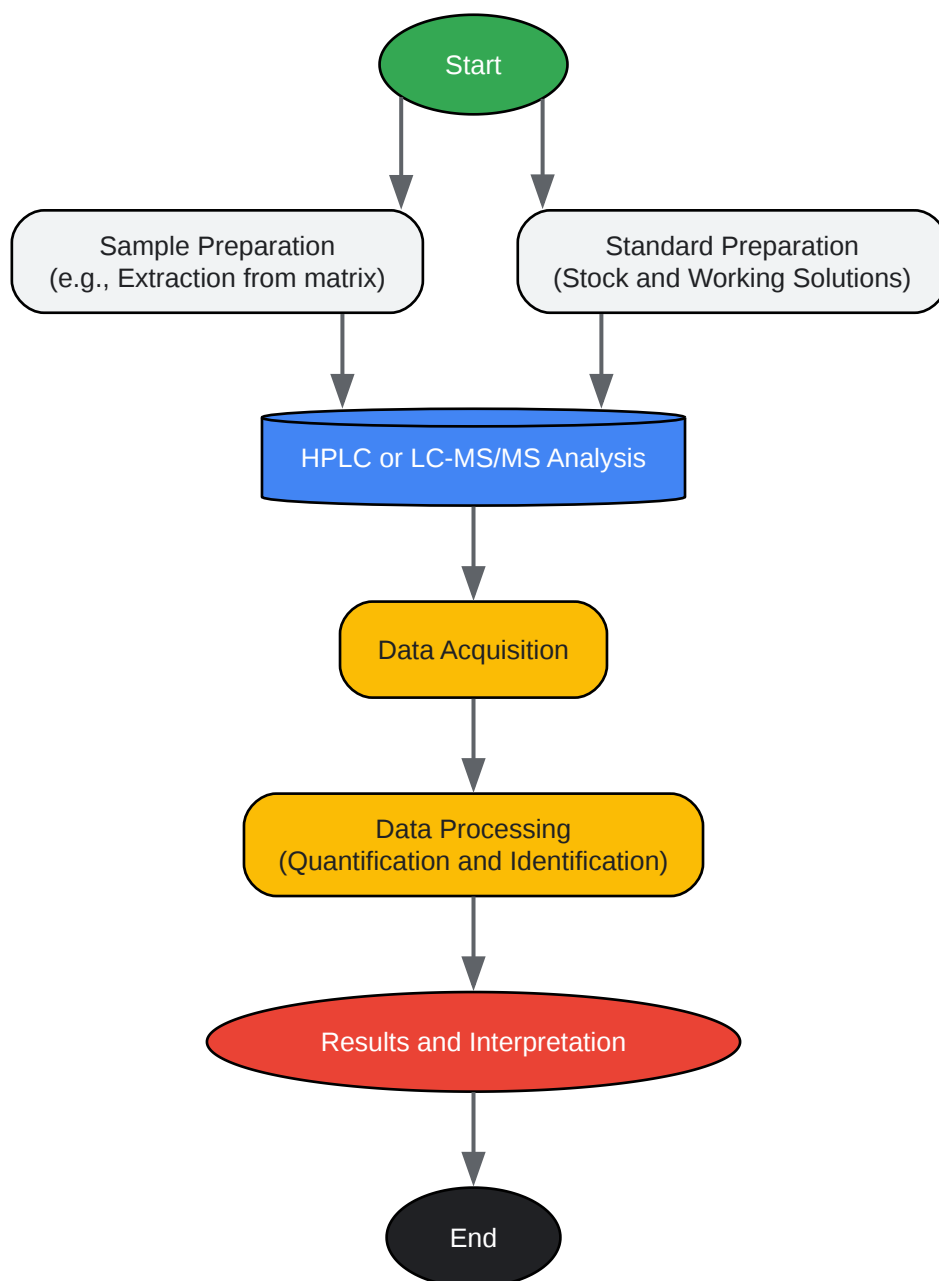 Start
Sample Preparation
(e.g., Extraction from matrix)
Standard Preparation
(Stock and Working Solutions)
HPLC or LC-MS/MS Analysis
Data Acquisition
Data Processing
(Quantification and Identification)
Results and Interpretation
End